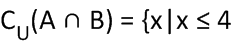 C_U(A ∩ B) = {x|x ≤ 4